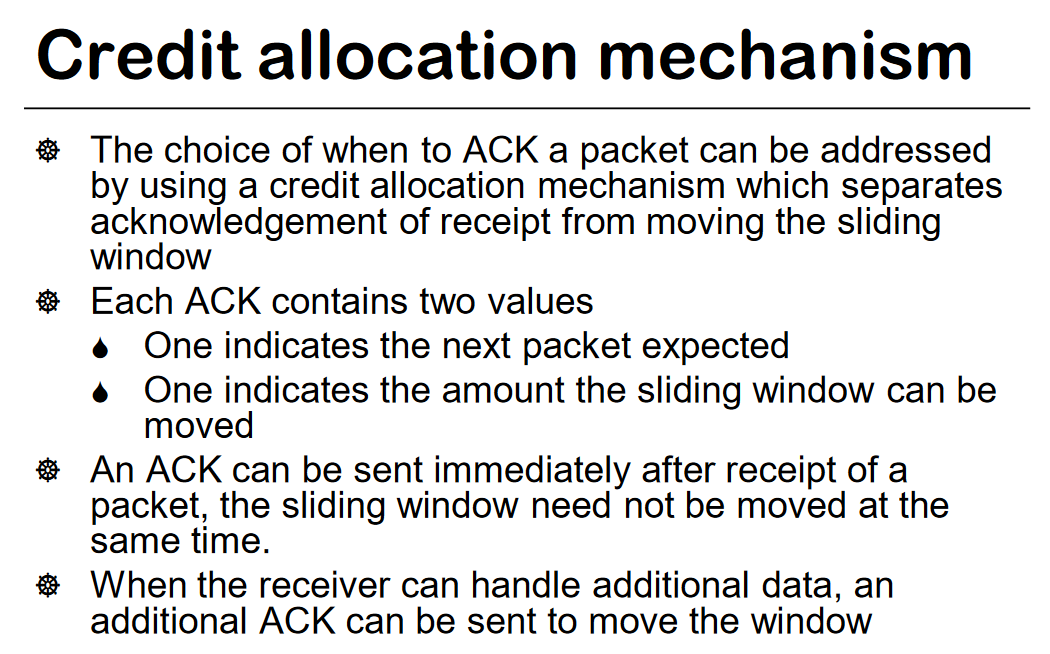 Credit allocation mechanism
The choice of when to ACK a packet can be addressed
by using a credit allocation mechanism which separates
acknowledgement of receipt from moving the sliding
window
Each ACK contains two values
One indicates the next packet expected
One indicates the amount the sliding window can be
moved
An ACK can be sent immediately after receipt of a
packet, the sliding window need not be moved at the
same time.
When the receiver can handle additional data, an
additional ACK can be sent to move the window